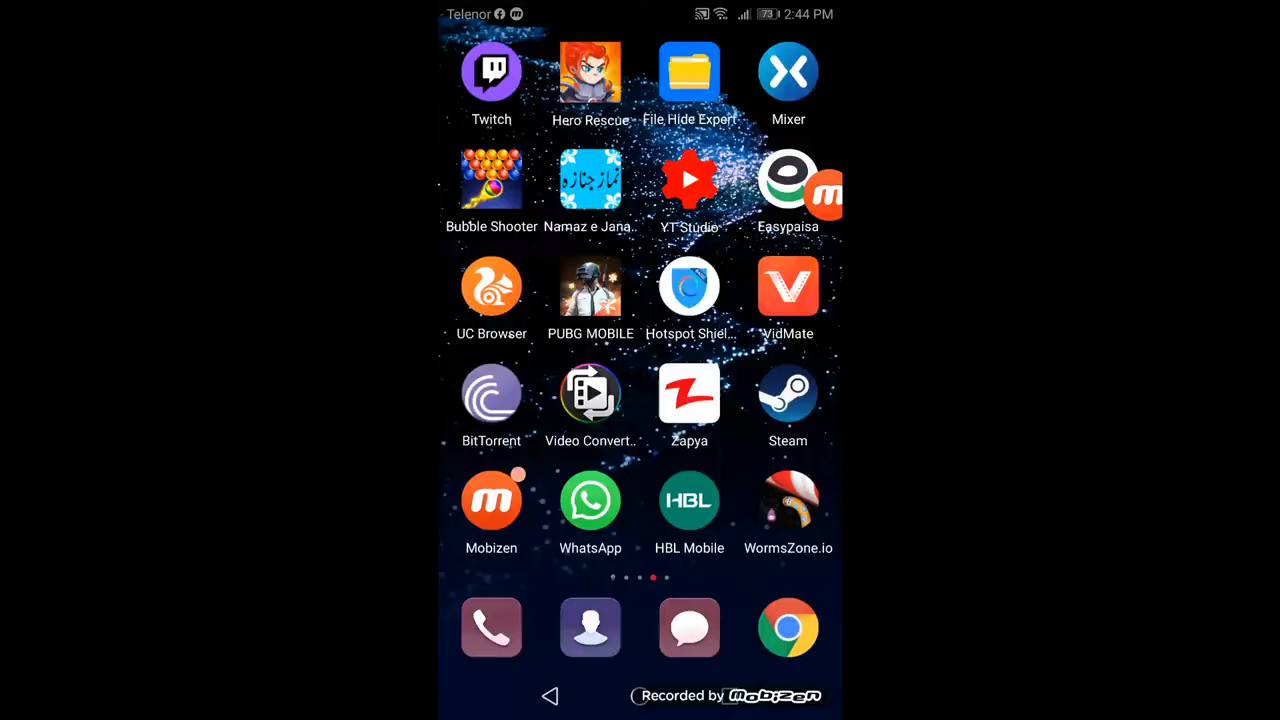 Telenor
73 2:44 PM
Twitch
Hero Rescue
File Hide Expert
Mixer
نماز جنازه
Bubble Shooter
Namaz e Jana..
YT Studio
Easypaisa
UC Browser
PUBG MOBILE
Hotspot Shiel...
VidMate
BitTorrent
Video Convert..
Zapya
Steam
HBL
Mobizen
WhatsApp
HBL Mobile
WormsZone.io
Recorded by Mobizen